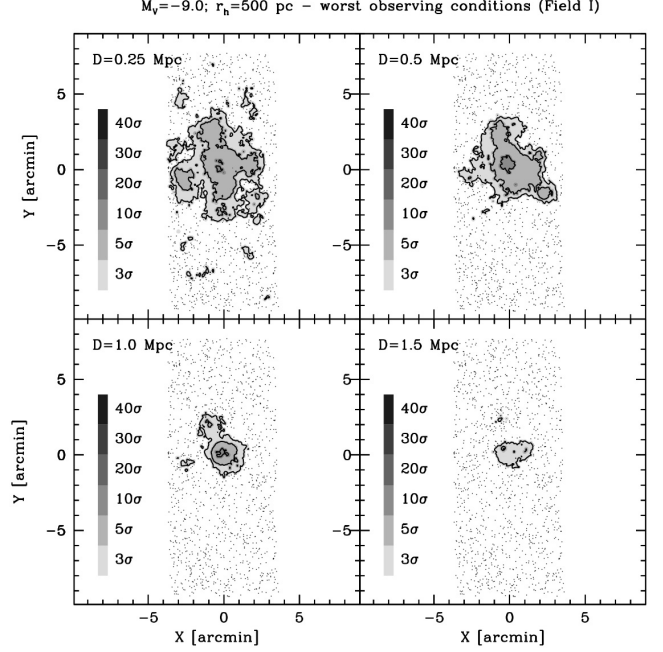 M_V=−9.0; r_h=500 pc − worst observing conditions (Field I)
D=0.25 Mpc
D=0.5 Mpc
40σ
30σ
20σ
10σ
5σ
3σ
40σ
30σ
20σ
10σ
5σ
3σ
Y [arcmin]
5
0
−5
5
0
−5
D=1.0 Mpc
D=1.5 Mpc
40σ
30σ
20σ
10σ
5σ
3σ
40σ
30σ
20σ
10σ
5σ
3σ
Y [arcmin]
5
0
−5
5
0
−5
−5
0
5
−5
0
5
X [arcmin]
X [arcmin]